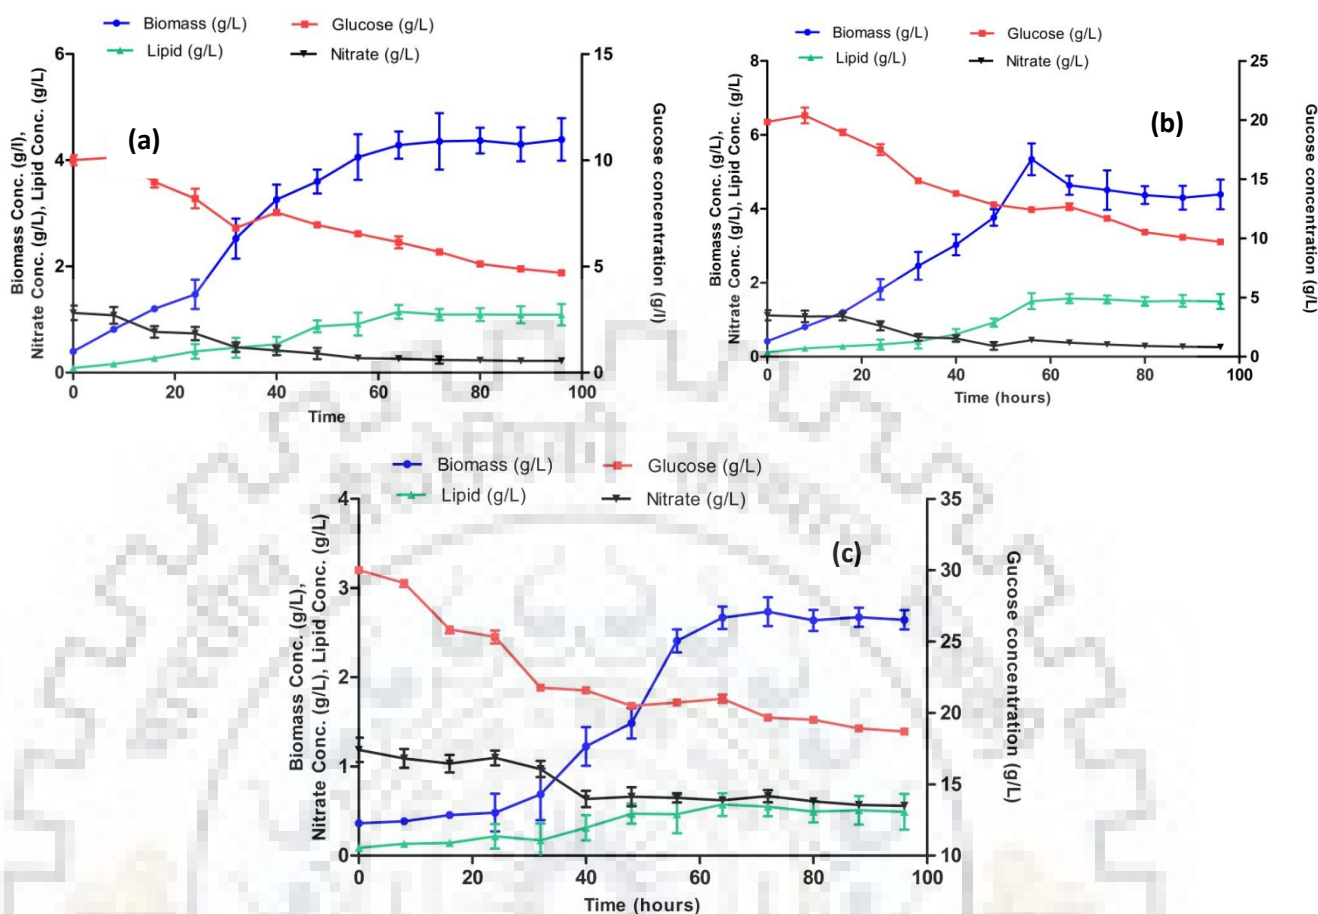 Biomass (g/L) Glucose (g/L)
Lipid (g/L) Nitrate (g/L)
(a)
6
4
2
0
15
10
5
0
0 20 40 60 80 100
Time
Biomass Conc. (g/l),
Nitrate Conc. (g/L), Lipid Conc. (g/L)
Gucose concentration (g/l)
Biomass (g/L) Glucose (g/L)
Lipid (g/L) Nitrate (g/L)
(b)
8
6
4
2
0
25
20
15
10
5
0
0 20 40 60 80 100
Time (hours)
Biomass Conc. (g/L),
Nitrate Conc. (g/L), Lipid Conc. (g/L)
Gucose concentration (g/L)
Biomass (g/L) Glucose (g/L)
Lipid (g/L) Nitrate (g/L)
(c)
4
3
2
1
0
35
30
25
20
15
10
0 20 40 60 80 100
Time (hours)
Biomass Conc. (g/L),
Nitrate Conc. (g/L), Lipid Conc. (g/L)
Gucose concentration (g/L)